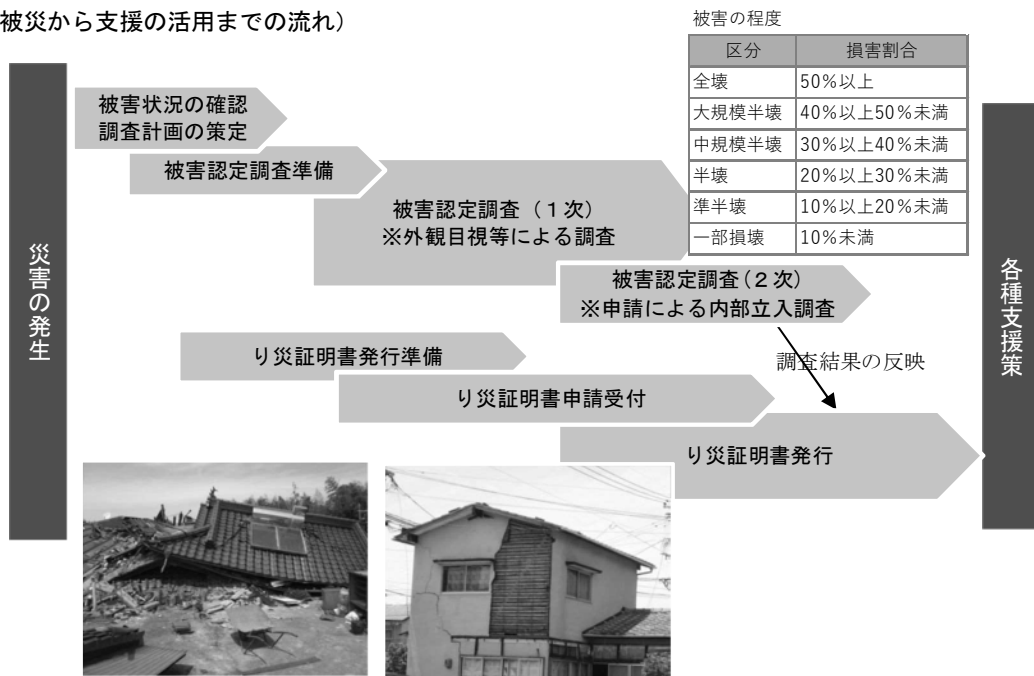 被災から支援の活用までの流れ）
被害の程度
区分 損害割合
全壊 50％以上
大規模半壊 40％以上50％未満
中規模半壊 30％以上40％未満
半壊 20％以上30％未満
準半壊 10％以上20％未満
一部損壊 10％未満
災害の発生
被害状況の確認
調査計画の策定
被害認定調査準備
被害認定調査（１次）
※外観目視等による調査
被害認定調査（２次）
※申請による内部立入調査
り災証明書発行準備
調査結果の反映
り災証明書申請受付
り災証明書発行
各種支援策